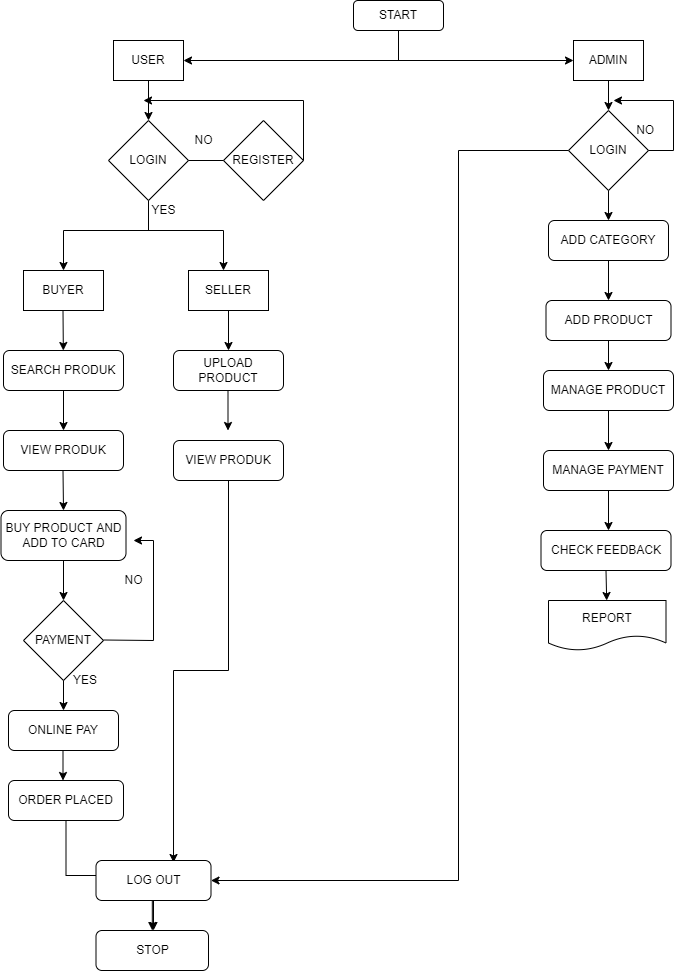 START
USER
ADMIN
NO
LOGIN
REGISTER
YES
NO
LOGIN
ADD CATEGORY
BUYER
SELLER
ADD PRODUCT
SEARCH PRODUK
UPLOAD
PRODUCT
MANAGE PRODUCT
VIEW PRODUK
VIEW PRODUK
MANAGE PAYMENT
BUY PRODUCT AND
ADD TO CARD
CHECK FEEDBACK
NO
REPORT
PAYMENT
YES
ONLINE PAY
ORDER PLACED
LOG OUT
STOP